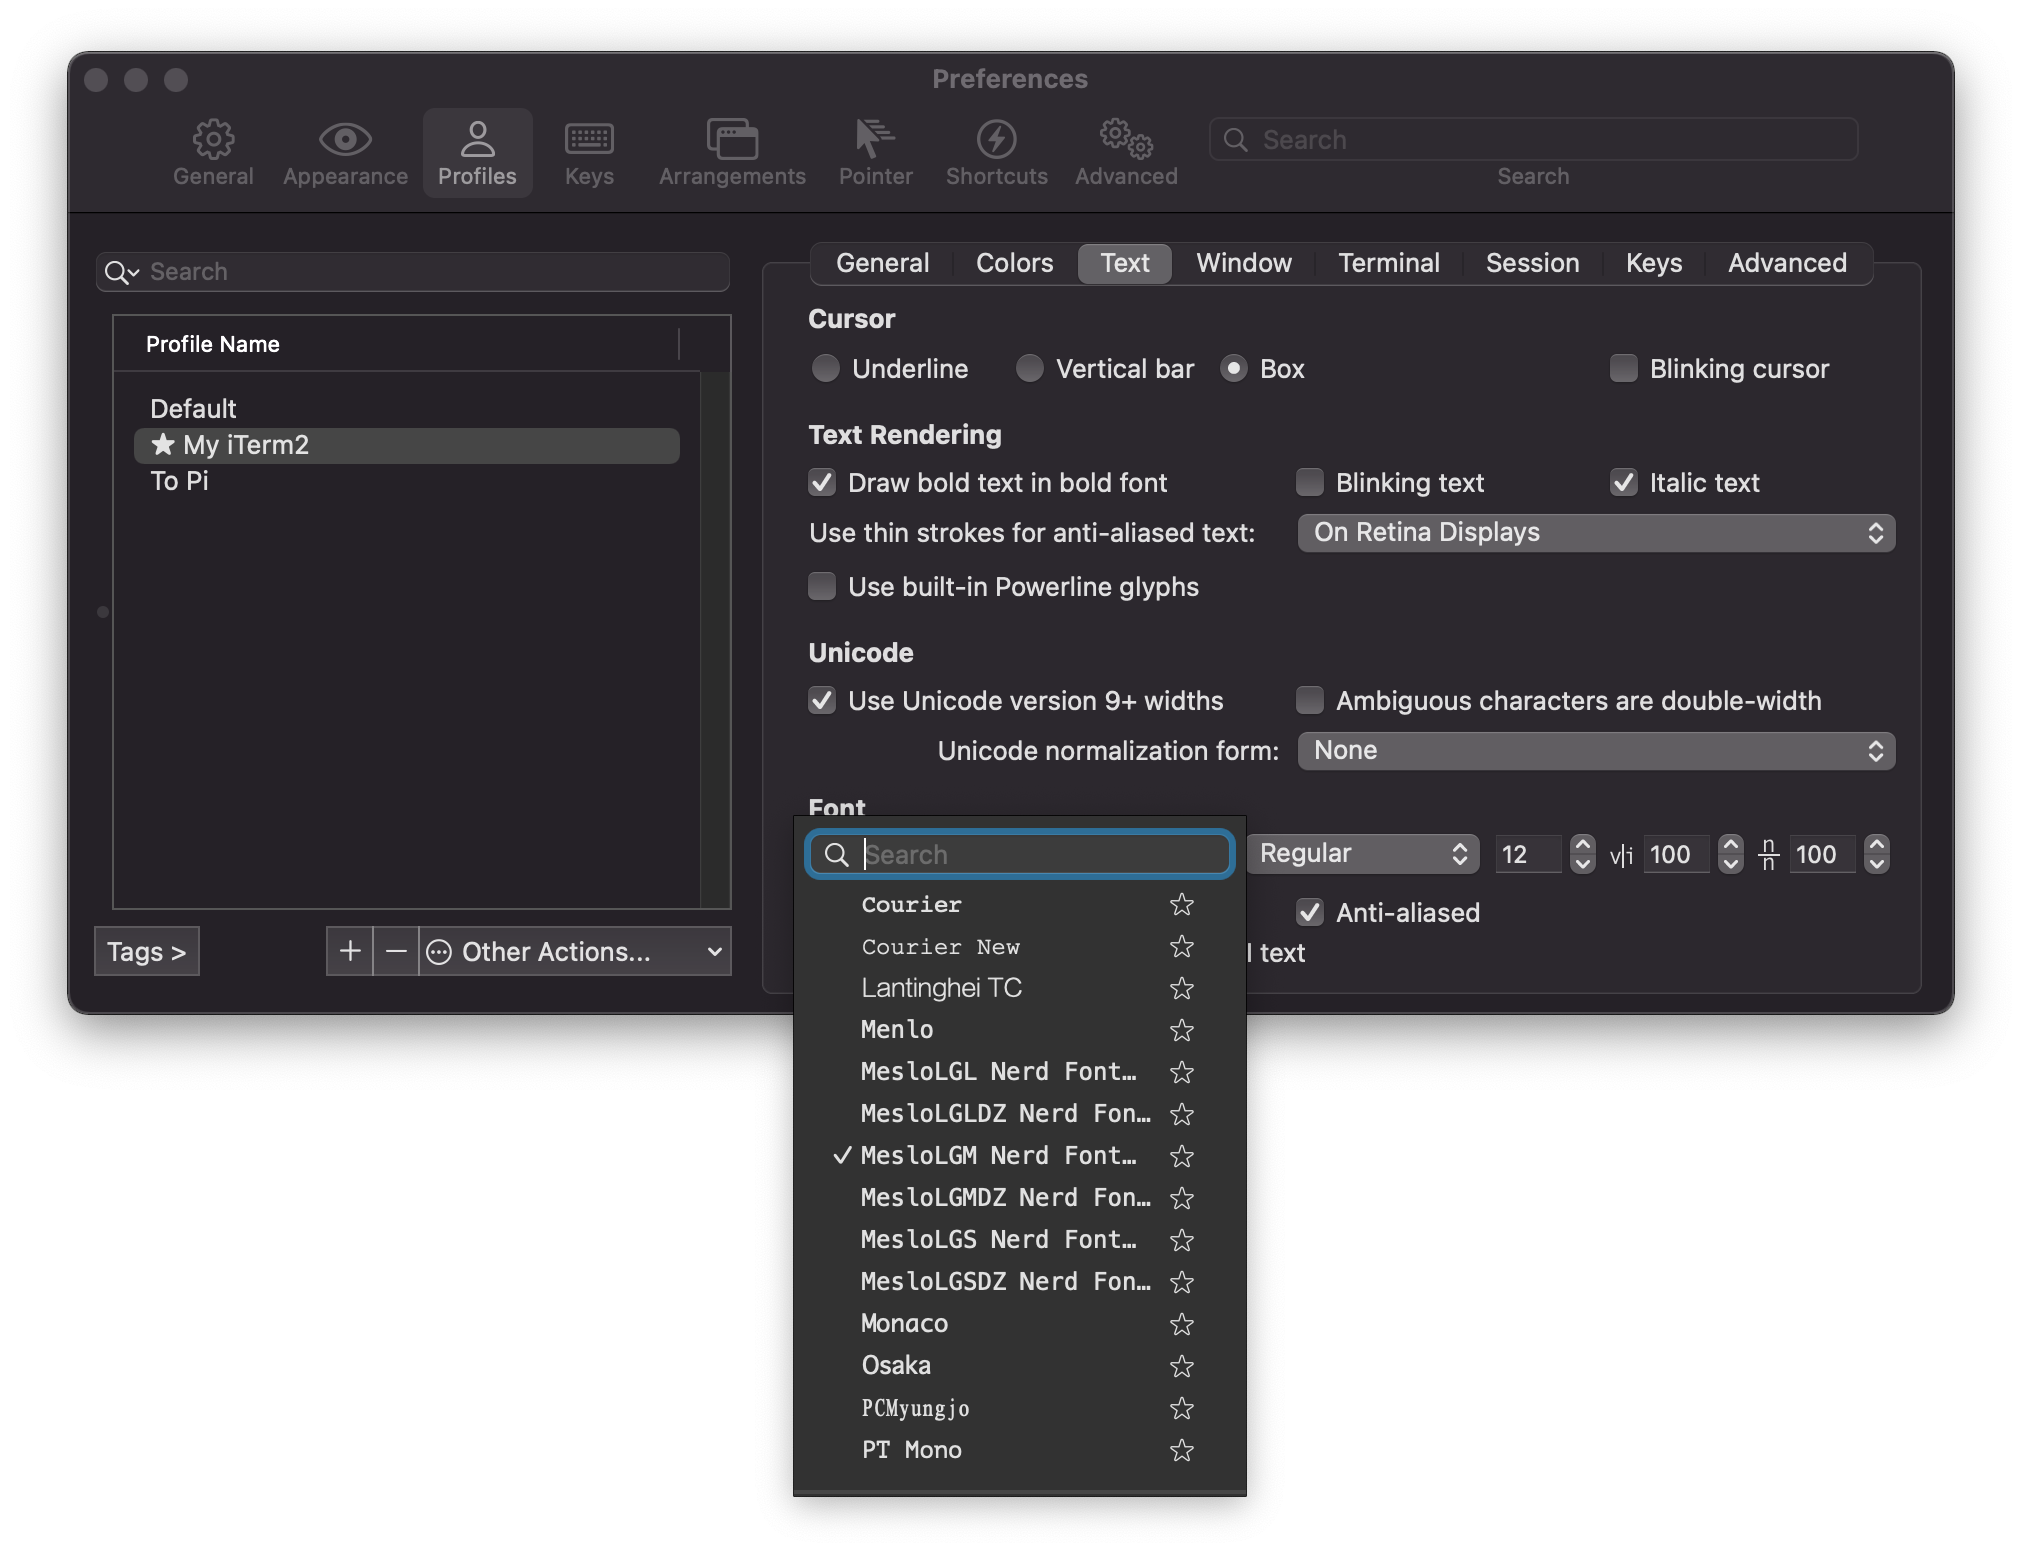 Preferences
General Appearance Profiles Keys Arrangements Pointer Shortcuts Advanced Search
Search
Search
Profile Name
Default
My iTerm2
To Pi
Tags >
Other Actions...
General Colors Text Window Terminal Session Keys Advanced
Cursor
Underline Vertical bar Box Blinking cursor
Text Rendering
Draw bold text in bold font Blinking text Italic text
Use thin strokes for anti-aliased text: On Retina Displays
Use built-in Powerline glyphs
Unicode
Use Unicode version 9+ widths Ambiguous characters are double-width
Unicode normalization form: None
Font
Search Regular 12 v|i 100 n/n 100
Anti-aliased
text
Courier
Courier New
Lantinghei TC
Menlo
MesloLGL Nerd Font...
MesloLGLDZ Nerd Fon...
MesloLGM Nerd Font...
MesloLGMDZ Nerd Fon...
MesloLGS Nerd Font...
MesloLGSDZ Nerd Fon...
Monaco
Osaka
PCMyungjo
PT Mono